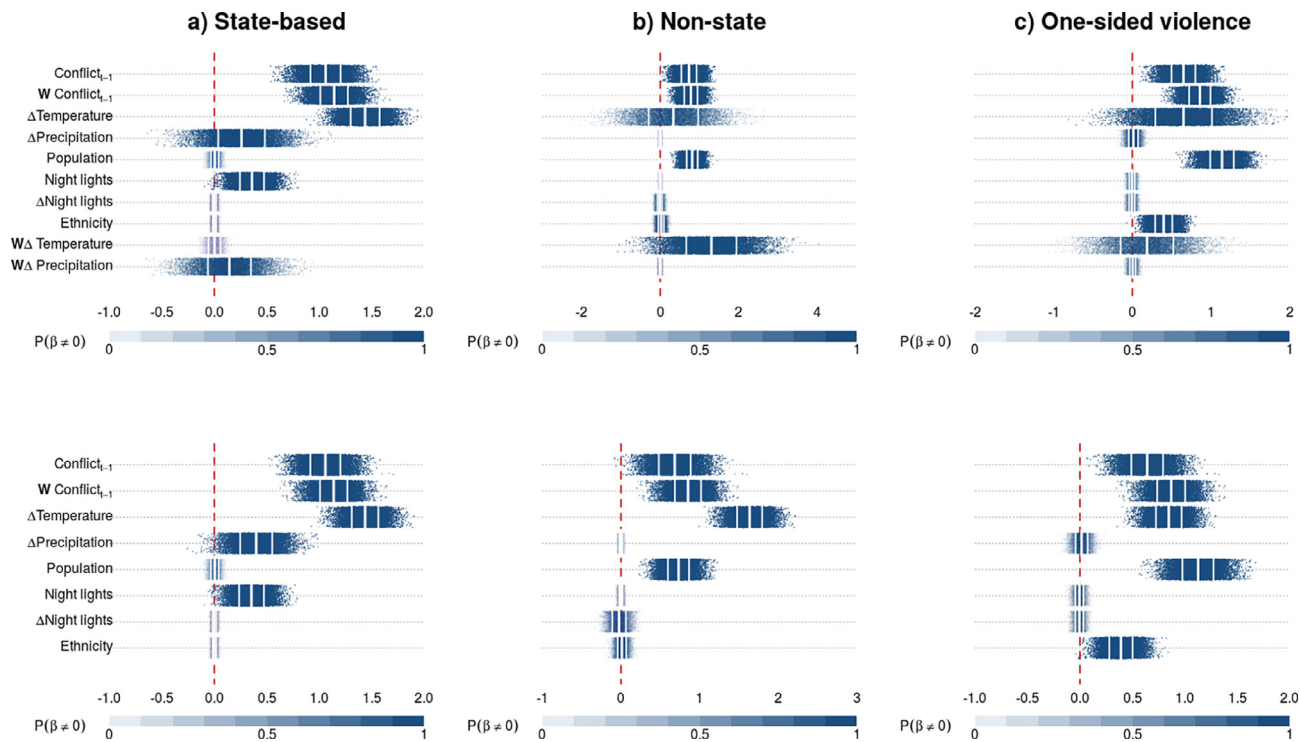 a) State-based
b) Non-state
c) One-sided violence
Conflictt−1
W Conflictt−1
ΔTemperature
ΔPrecipitation
Population
Night lights
ΔNight lights
Ethnicity
WΔ Temperature
WΔ Precipitation
-1.0 -0.5 0.0 0.5 1.0 1.5 2.0
-2 0 2 4
-2 -1 0 1 2
P(β ≠ 0)
0 0.5 1
P(β ≠ 0)
0 0.5 1
P(β ≠ 0)
0 0.5 1
Conflictt−1
W Conflictt−1
ΔTemperature
ΔPrecipitation
Population
Night lights
ΔNight lights
Ethnicity
-1.0 -0.5 0.0 0.5 1.0 1.5 2.0
-1 0 1 2 3
-1.0 -0.5 0.0 0.5 1.0 1.5 2.0
P(β ≠ 0)
0 0.5 1
P(β ≠ 0)
0 0.5 1
P(β ≠ 0)
0 0.5 1